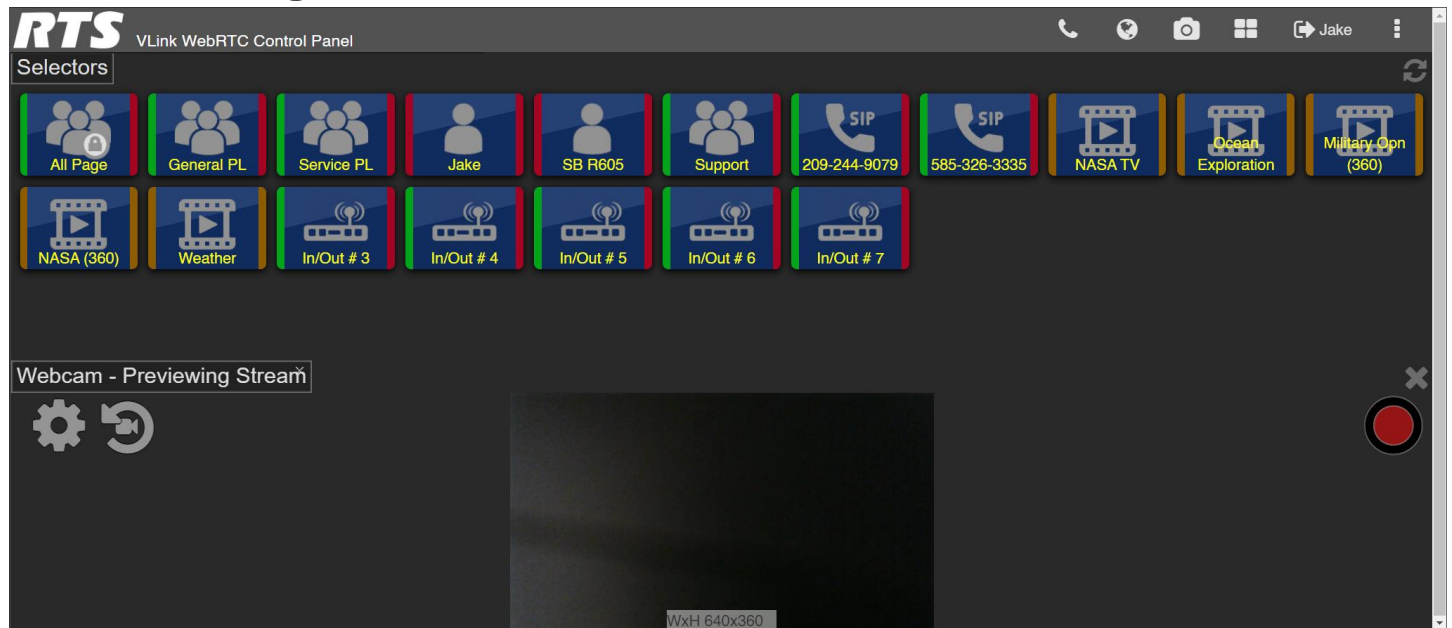 RTS VLink WebRTC Control Panel Jake
Selectors
SIP SIP
All Page General PL Service PL Jake SB R605 Support 209-244-9079 585-326-3335 NASA TV Ocean Exploration Military Opn (360)
NASA (360) Weather In/Out # 3 In/Out # 4 In/Out # 5 In/Out # 6 In/Out # 7
Webcam - Previewing Stream
WxH 640x360